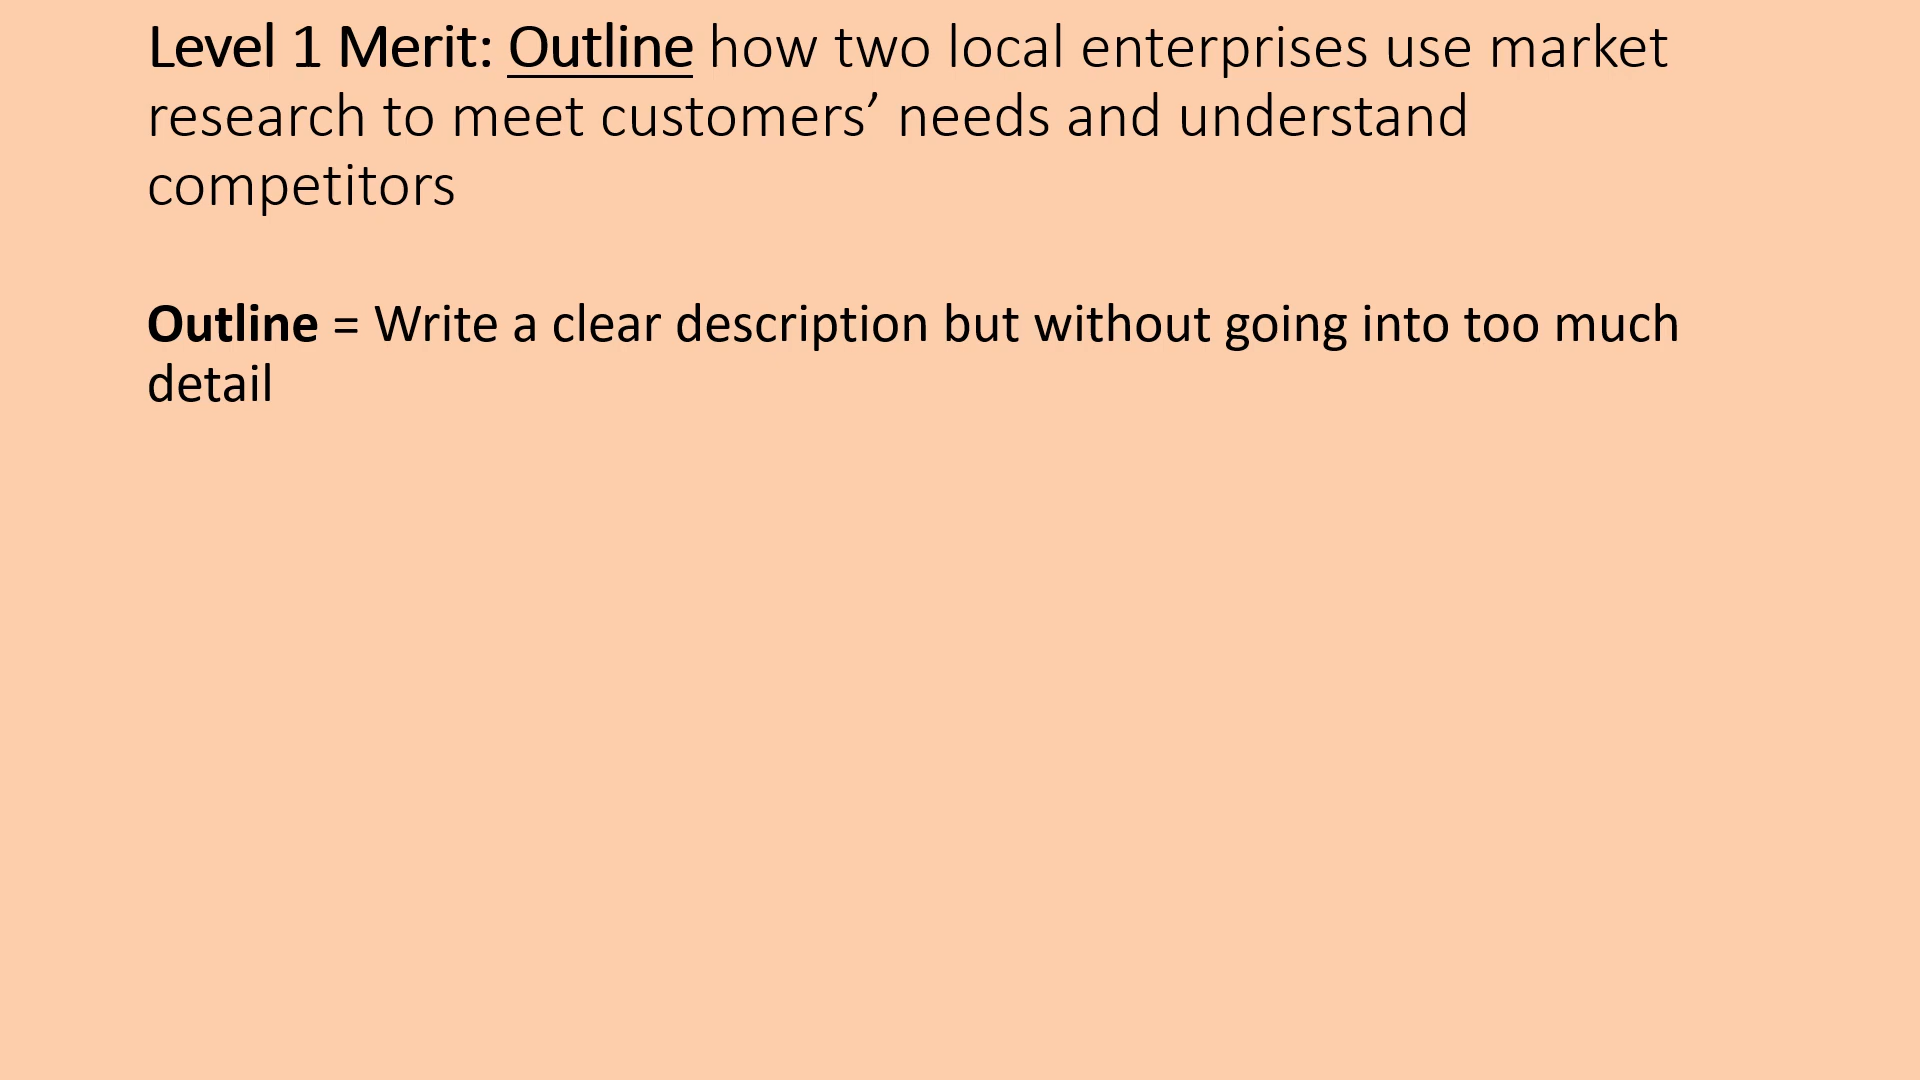 Level 1 Merit: Outline how two local enterprises use market
research to meet customers’ needs and understand
competitors
Outline = Write a clear description but without going into too much
detail